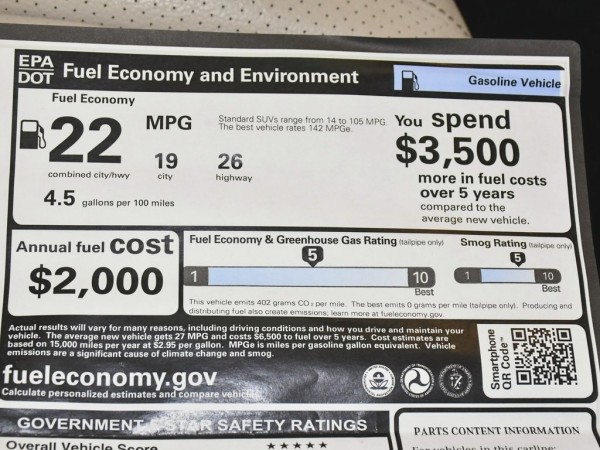 EPA
DOT
Fuel Economy and Environment
Gasoline Vehicle
Fuel Economy
22
MPG
combined city/hwy
19
city
26
highway
4.5 gallons per 100 miles
Standard SUVs range from 14 to 105 MPG.
The best vehicle rates 142 MPGe.
You spend
$3,500
more in fuel costs
over 5 years
compared to the
average new vehicle.
Annual fuel cost
$2,000
Fuel Economy & Greenhouse Gas Rating (tailpipe only)
5
1
10
Best
Smog Rating (tailpipe only)
5
1
10
Best
This vehicle emits 402 grams CO2 per mile. The best emits 0 grams per mile (tailpipe only). Producing and
distributing fuel also create emissions; learn more at fueleconomy.gov.
Actual results will vary for many reasons, including driving conditions and how you drive and maintain your
vehicle. The average new vehicle gets 27 MPG and costs $6,500 to fuel over 5 years. Cost estimates are
based on 15,000 miles per year at $2.95 per gallon. MPGe is miles per gasoline gallon equivalent. Vehicle
emissions are a significant cause of climate change and smog.
fueleconomy.gov
Calculate personalized estimates and compare vehicles
Smartphone
QR Code™
GOVERNMENT 5-STAR SAFETY RATINGS
Overall Vehicle Score
★★★★★
PARTS CONTENT INFORMATION
For vehicles in this carline: